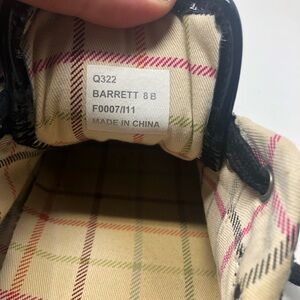 Q322
BARRETT 8 B
F0007/I11
MADE IN CHINA